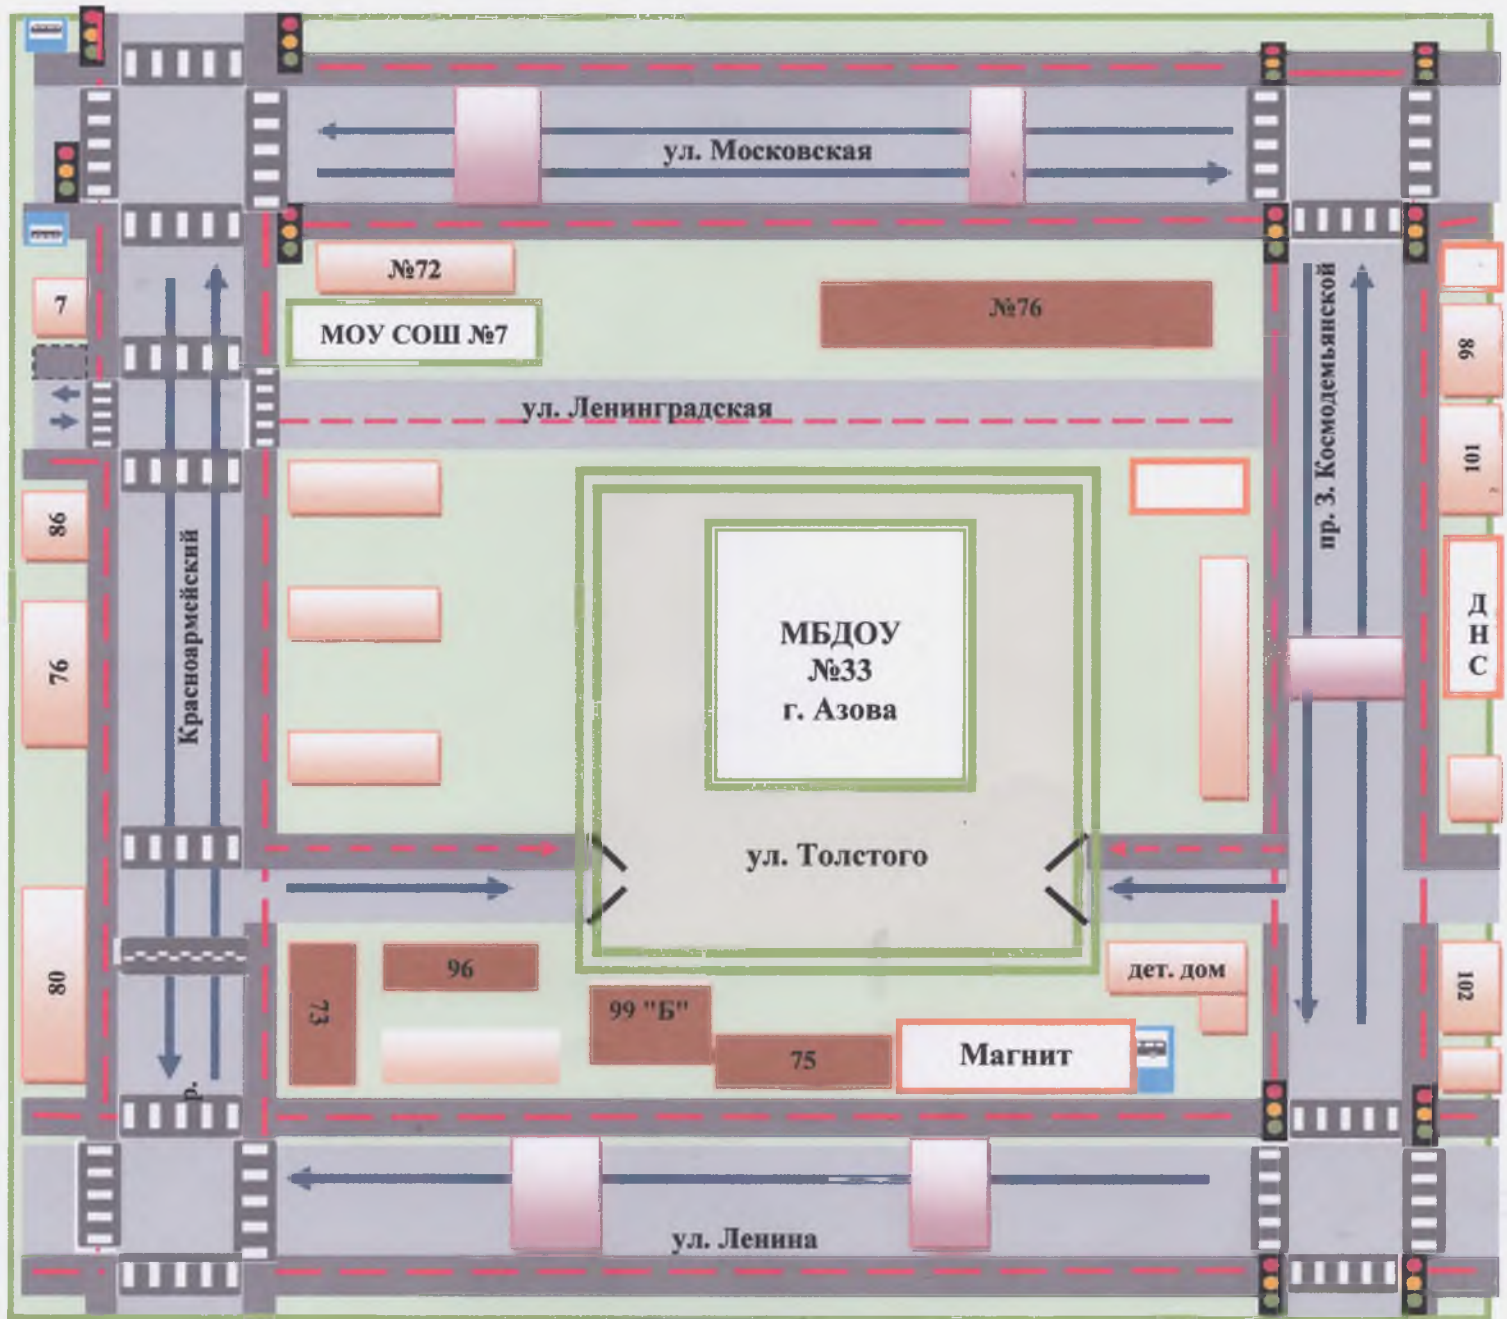 ул. Московская
№72
№76
МОУ СОШ №7
7
ул. Ленинградская
пр. З. Космодемьянской
86
101
86
76
Красноармейский
р.
МБДОУ
№33
г. Азова
Д
Н
С
ул. Толстого
80
73
96
99 "Б"
75
дет. дом
Магнит
102
ул. Ленина